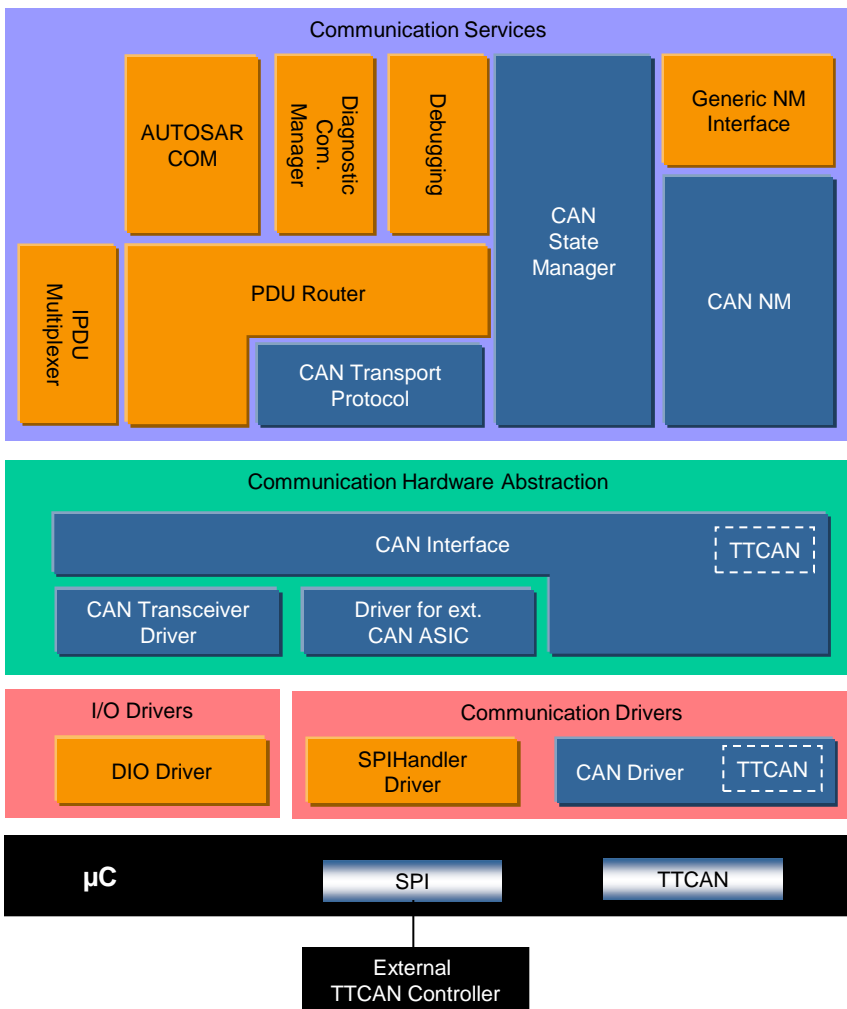 Communication Services
AUTOSAR
COM
Diagnostic
Com.
Manager
Debugging
CAN
State
Manager
Generic NM
Interface
IPDU
Multiplexer
PDU Router
CAN NM
CAN Transport
Protocol
Communication Hardware Abstraction
CAN Interface
TTCAN
CAN Transceiver
Driver
Driver for ext.
CAN ASIC
I/O Drivers
Communication Drivers
DIO Driver
SPIHandler
Driver
CAN Driver
TTCAN
µC
SPI
TTCAN
External
TTCAN Controller